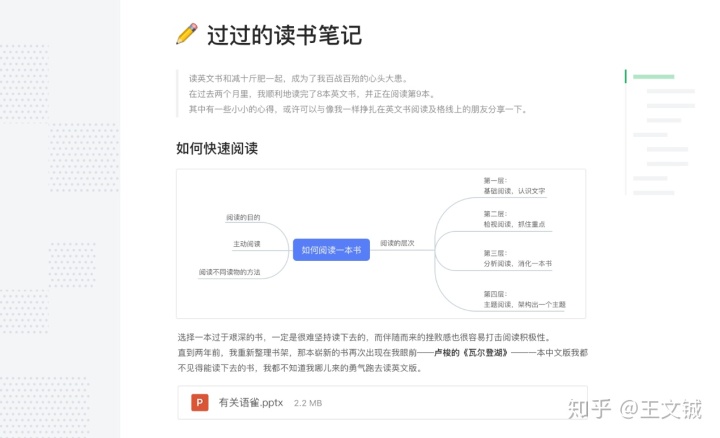 过过的读书笔记
读英文书和减十斤肥一起，成为了我百战百殆的心头大患。
在过去两个月里，我顺利地读完了8本英文书，并正在阅读第9本。
其中有一些小小的心得，或许可以与像我一样挣扎在英文书阅读及格线上的朋友分享一下。
如何快速阅读
阅读的目的
主动阅读
阅读不同读物的方法
如何阅读一本书
阅读的层次
第一层：
基础阅读，认识文字
第二层：
检视阅读，抓住重点
第三层：
分析阅读，消化一本书
第四层：
主题阅读，架构出一个主题
选择一本过于艰深的书，一定是很难坚持读下去的，而伴随而来的挫败感也很容易打击阅读积极性。
直到两年前，我重新整理书架，那本崭新的书再次出现在我眼前——卢梭的《瓦尔登湖》——一本中文版我都
不见得能读下去的书，我都不知道我哪儿来的勇气跑去读英文版。
P
有关语雀.pptx 2.2 MB
知乎 @王文铖